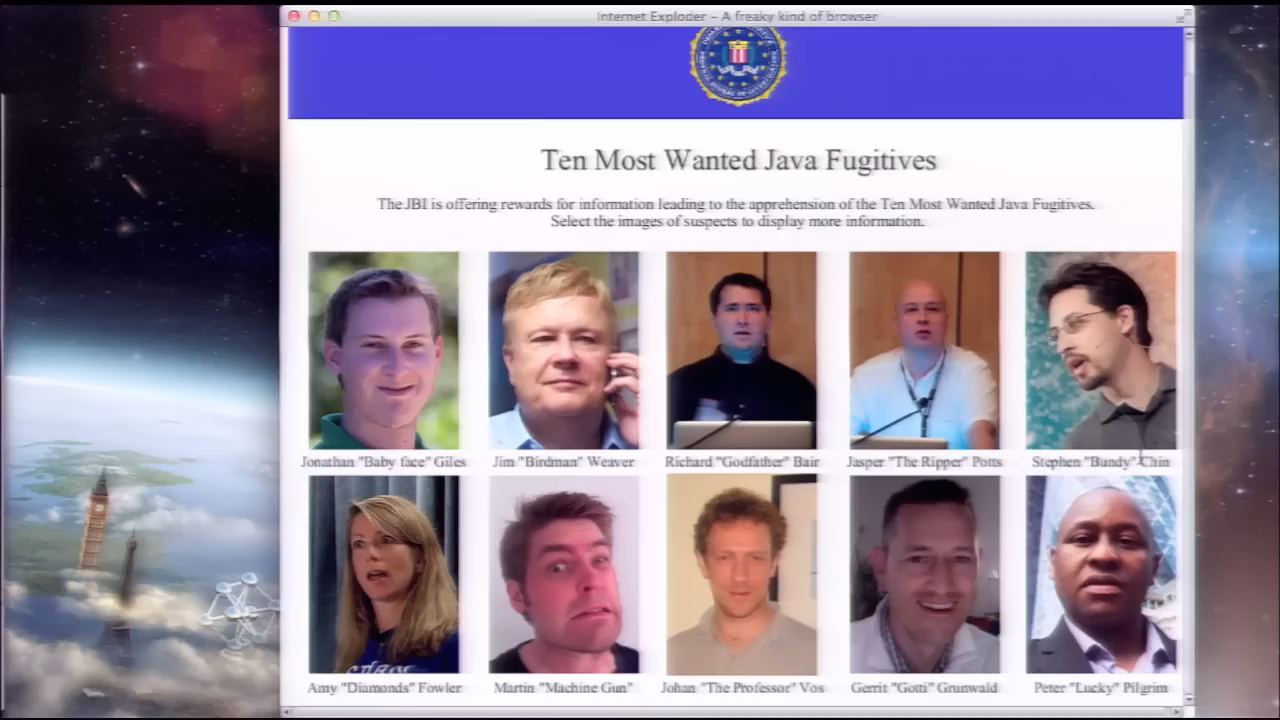 Internet Exploder – A freaky kind of browser
Ten Most Wanted Java Fugitives
The JBI is offering rewards for information leading to the apprehension of the Ten Most Wanted Java Fugitives.
Select the images of suspects to display more information.
Jonathan "Baby face" Giles
Jim "Birdman" Weaver
Richard "Godfather" Bair
Jasper "The Ripper" Potts
Stephen "Bundy" Chin
Amy "Diamonds" Fowler
Martin "Machine Gun"
Johan "The Professor" Vos
Gerrit "Gotti" Grunwald
Peter "Lucky" Pilgrim